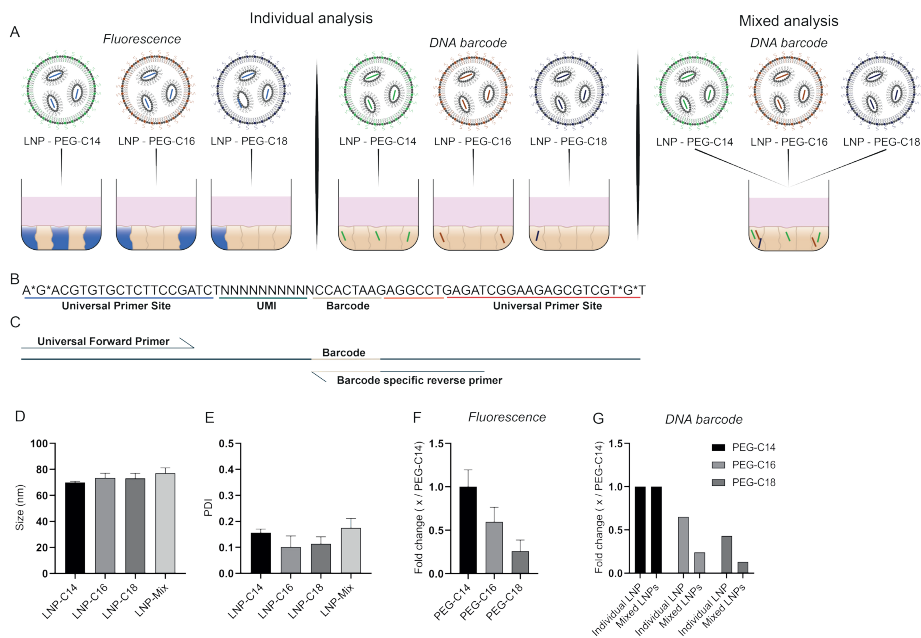 Individual analysis
Mixed analysis
A
Fluorescence
DNA barcode
DNA barcode
LNP - PEG-C14
LNP - PEG-C16
LNP - PEG-C18
LNP - PEG-C14
LNP - PEG-C16
LNP - PEG-C18
LNP - PEG-C14
LNP - PEG-C16
LNP - PEG-C18
B
A*G*ACGTGTGCTCTTCCGATCTNNNNNNNNNNCCACTAAGAGGCCTGAGATCGGAAGAGCGTCGT*G*T
Universal Primer Site
UMI
Barcode
Universal Primer Site
C
Universal Forward Primer
Barcode
Barcode specific reverse primer
D
Size (nm)
100
80
60
40
20
0
LNP-C14
LNP-C16
LNP-C18
LNP-Mix
E
PDI
0.5
0.4
0.3
0.2
0.1
0.0
LNP-C14
LNP-C16
LNP-C18
LNP-Mix
F
Fluorescence
Fold change ( x / PEG-C14)
1.5
1.0
0.5
0.0
PEG-C14
PEG-C16
PEG-C18
G
DNA barcode
Fold change ( x / PEG-C14)
1.5
1.0
0.5
0.0
PEG-C14
PEG-C16
PEG-C18
Individual LNP
Mixed LNPs
Individual LNP
Mixed LNPs
Individual LNP
Mixed LNPs